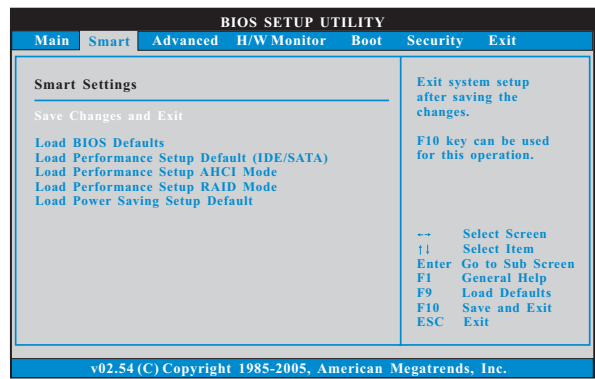 BIOS SETUP UTILITY
Main Smart Advanced H/W Monitor Boot Security Exit
Smart Settings
Save Changes and Exit
Load BIOS Defaults
Load Performance Setup Default (IDE/SATA)
Load Performance Setup AHCI Mode
Load Performance Setup RAID Mode
Load Power Saving Setup Default
Exit system setup
after saving the
changes.
F10 key can be used
for this operation.
←→ Select Screen
↑↓ Select Item
Enter Go to Sub Screen
F1 General Help
F9 Load Defaults
F10 Save and Exit
ESC Exit
v02.54 (C) Copyright 1985-2005, American Megatrends, Inc.